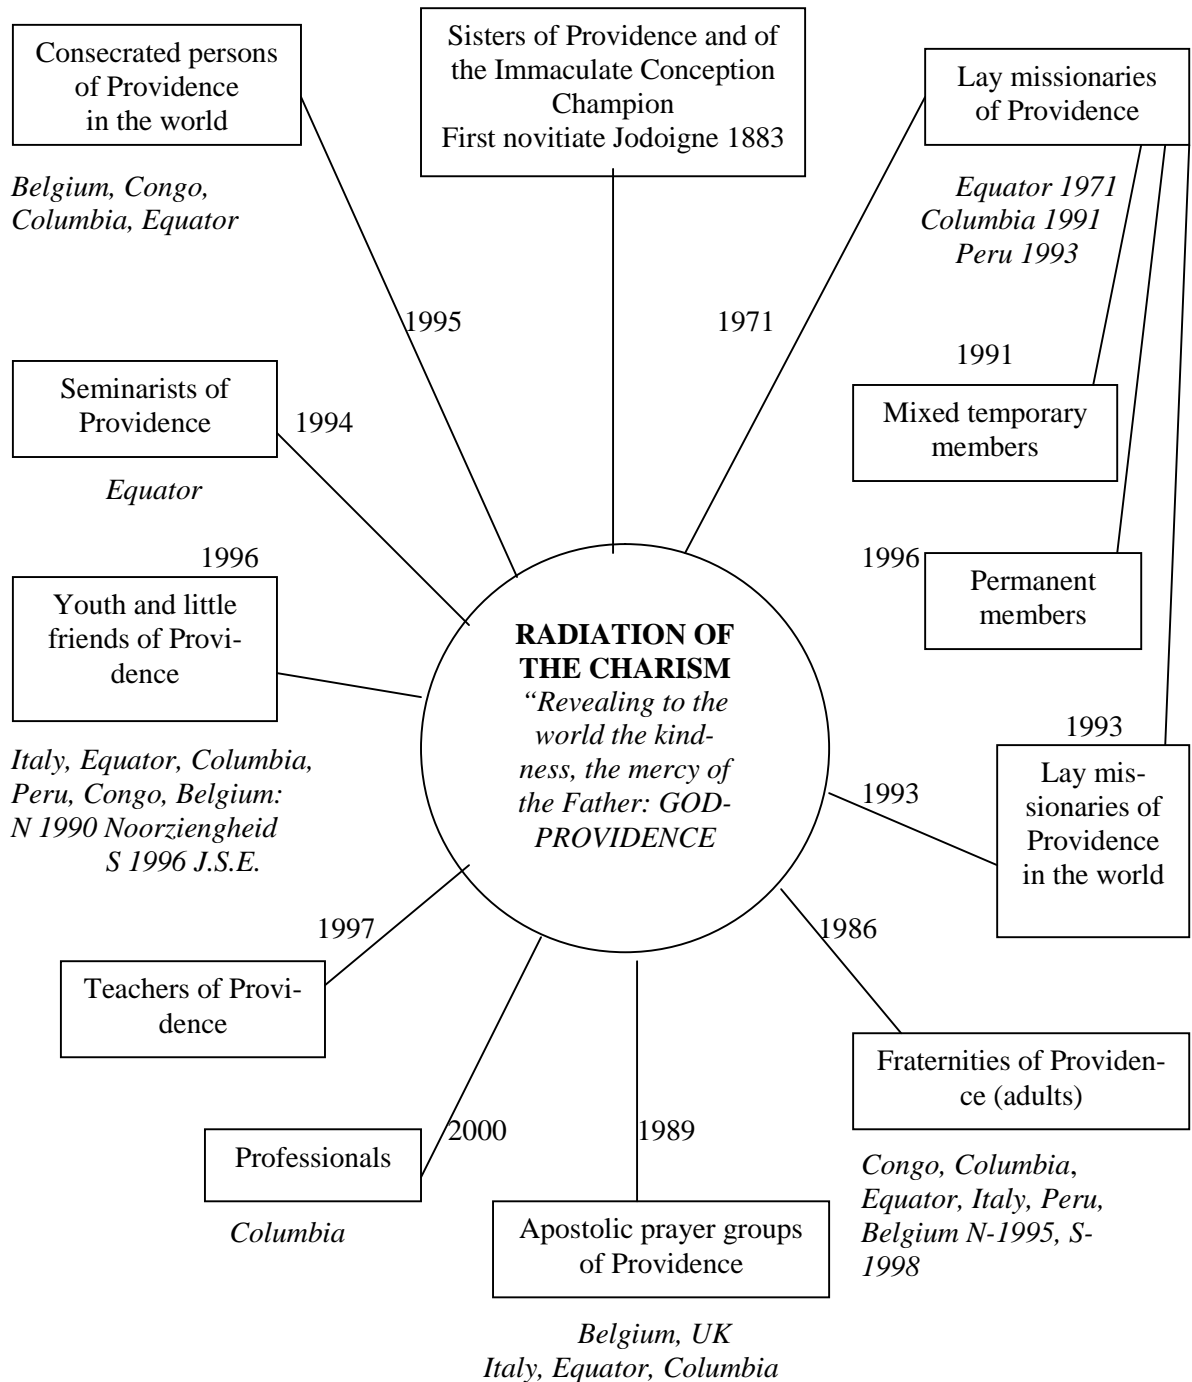 Consecrated persons
of Providence
in the world
Belgium, Congo,
Columbia, Equator
Sisters of Providence and of
the Immaculate Conception
Champion
First novitiate Jodoigne 1883
Lay missionaries
of Providence
Equator 1971
Columbia 1991
Peru 1993
1995
1971
1991
Mixed temporary
members
Seminarists of
Providence
1994
Equator
1996
Permanent
members
1996
Youth and little
friends of Provi-
dence
Italy, Equator, Columbia,
Peru, Congo, Belgium:
N 1990 Noorziengheid
S 1996 J.S.E.
RADIATION OF
THE CHARISM
“Revealing to the
world the kind-
ness, the mercy of
the Father: GOD-
PROVIDENCE
1993
Lay mis-
sionaries of
Providence
in the world
1993
1986
Fraternities of Providen-
ce (adults)
Congo, Columbia,
Equator, Italy, Peru,
Belgium N-1995, S-
1998
1997
Teachers of Provi-
dence
2000
Professionals
Columbia
1989
Apostolic prayer groups
of Providence
Belgium, UK
Italy, Equator, Columbia